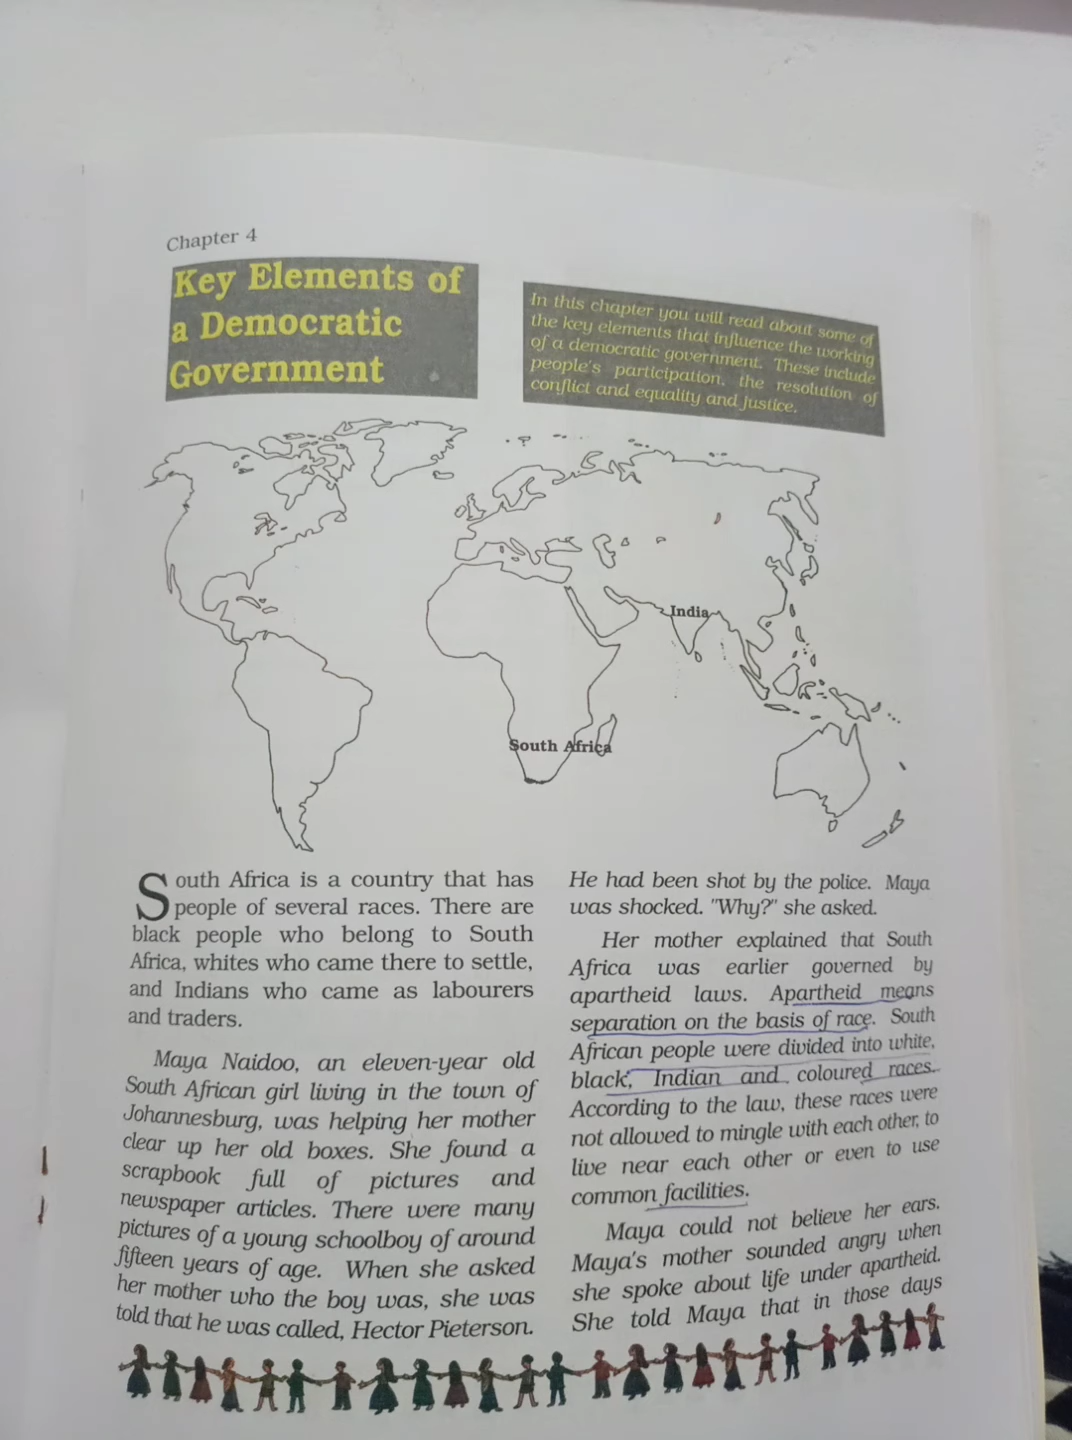 Chapter 4
Key Elements of
a Democratic
Government
In this chapter you will read about some of
the key elements that influence the working
of a democratic government. These include
people's participation, the resolution of
conflict and equality and justice.
India
South Africa
South Africa is a country that has
people of several races. There are
black people who belong to South
Africa, whites who came there to settle,
and Indians who came as labourers
and traders.
Maya Naidoo, an eleven-year old
South African girl living in the town of
Johannesburg, was helping her mother
clear up her old boxes. She found a
scrapbook full of pictures and
newspaper articles. There were many
pictures of a young schoolboy of around
fifteen years of age. When she asked
her mother who the boy was, she was
told that he was called, Hector Pieterson.
He had been shot by the police. Maya
was shocked. "Why?" she asked.
Her mother explained that South
Africa was earlier governed by
apartheid laws. Apartheid means
separation on the basis of race. South
African people were divided into white,
black, Indian and coloured races.
According to the law, these races were
not allowed to mingle with each other, to
live near each other or even to use
common facilities.
Maya could not believe her ears.
Maya's mother sounded angry when
she spoke about life under apartheid.
She told Maya that in those days